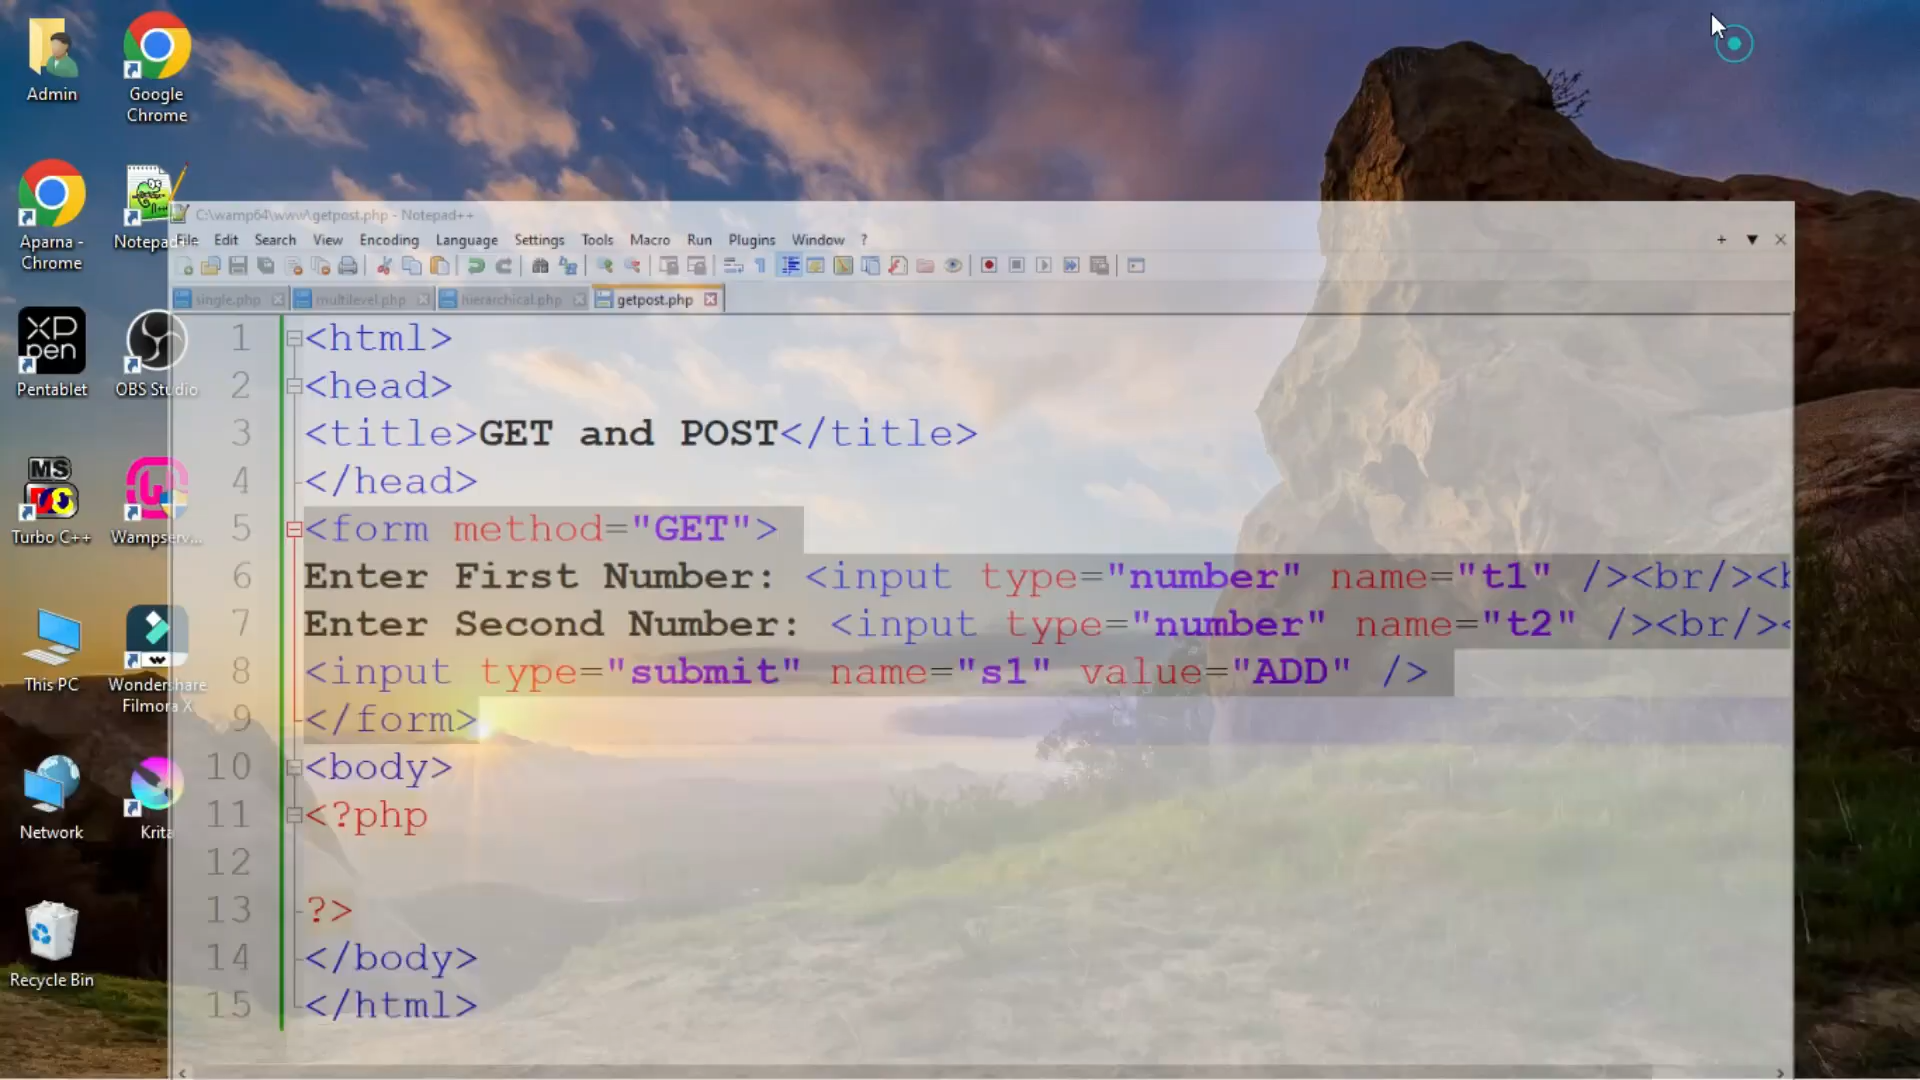 Admin
Google
Chrome
Aparna -
Chrome
Notepad
XP
pen
Pentablet
OBS Studio
MS
DOS
Turbo C++
Wampserv...
This PC
Wondershare
Filmora X
Network
Krita
Recycle Bin
C:\wamp64\www\getpost.php - Notepad++
File Edit Search View Encoding Language Settings Tools Macro Run Plugins Window ?
+ ▼ ×
single.php multilevel.php hierarchical.php getpost.php
1 <html>
2 <head>
3 <title>GET and POST</title>
4 </head>
5 <form method="GET">
6 Enter First Number: <input type="number" name="t1" /><br/><b
7 Enter Second Number: <input type="number" name="t2" /><br/><
8 <input type="submit" name="s1" value="ADD" />
9 </form>
10 <body>
11 <?php
12
13 ?>
14 </body>
15 </html>